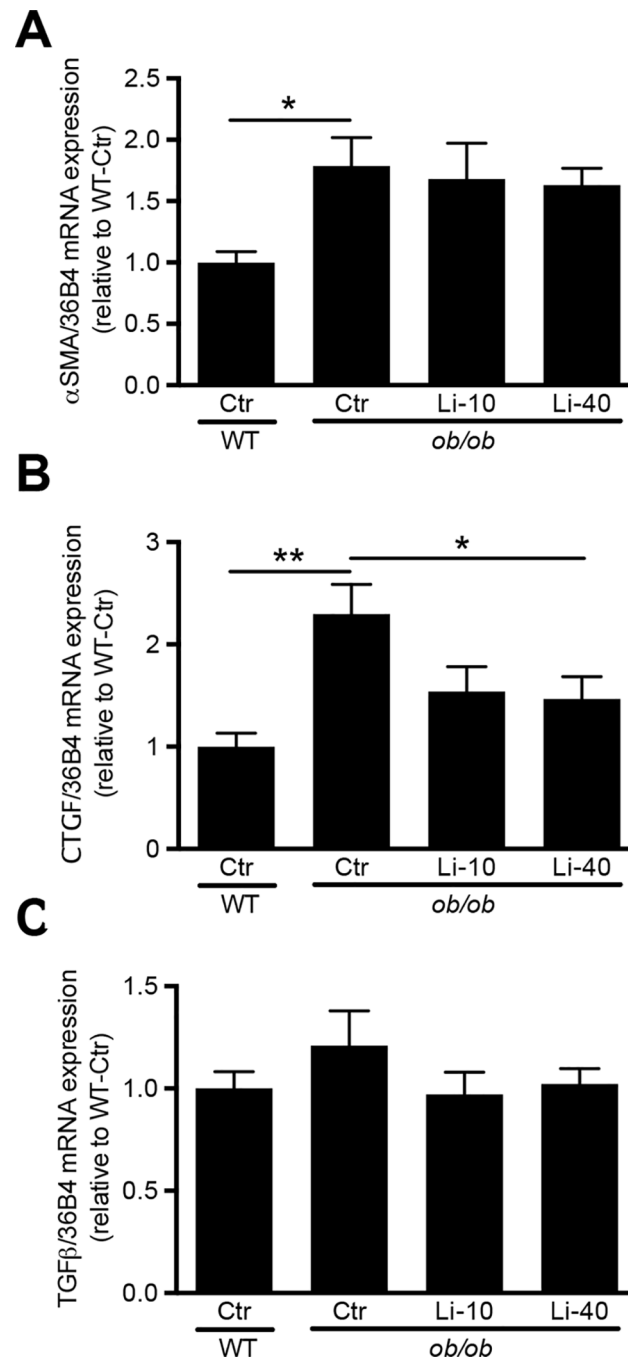 A
αSMA/36B4 mRNA expression
(relative to WT-Ctr)
2.5
2.0
1.5
1.0
0.5
0.0
*
Ctr Ctr Li-10 Li-40
WT ob/ob
B
CTGF/36B4 mRNA expression
(relative to WT-Ctr)
3
2
1
0
** *
Ctr Ctr Li-10 Li-40
WT ob/ob
C
TGFβ/36B4 mRNA expression
(relative to WT-Ctr)
1.5
1.0
0.5
0.0
Ctr Ctr Li-10 Li-40
WT ob/ob